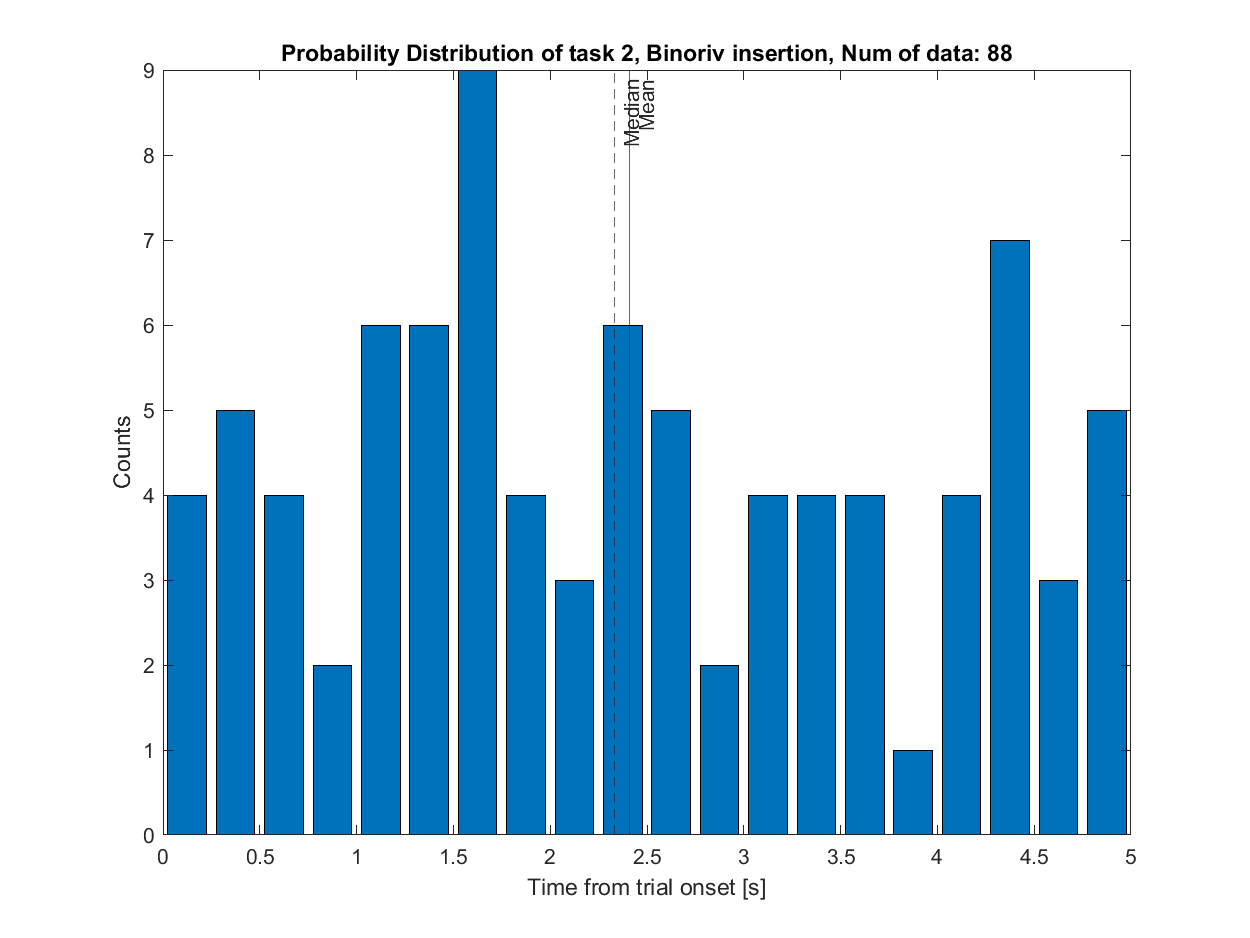 Probability Distribution of task 2, Binoriv insertion, Num of data: 88
9
8
7
6
5
4
3
2
1
0
Counts
Median
Mean
0 0.5 1 1.5 2 2.5 3 3.5 4 4.5 5
Time from trial onset [s]